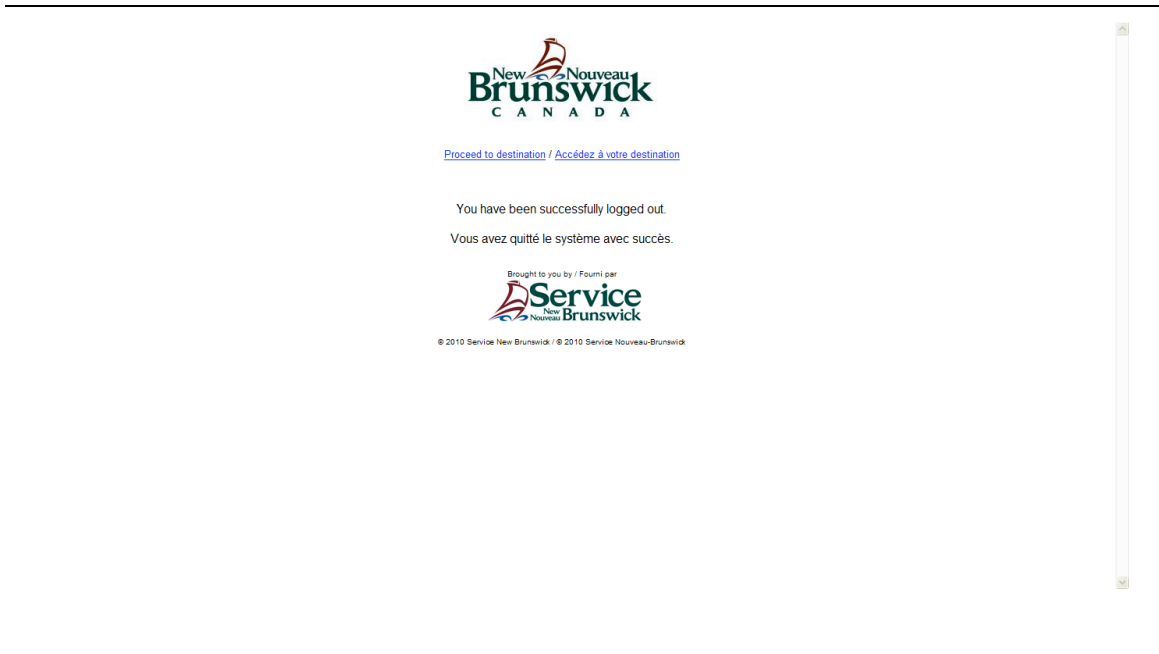 New Nouveau
Brunswick
CANADA
Proceed to destination / Accédez à votre destination
You have been successfully logged out.
Vous avez quitté le système avec succès.
Brought to you by / Fourni par
Service
New
Nouveau Brunswick
© 2010 Service New Brunswick / © 2010 Service Nouveau-Brunswick